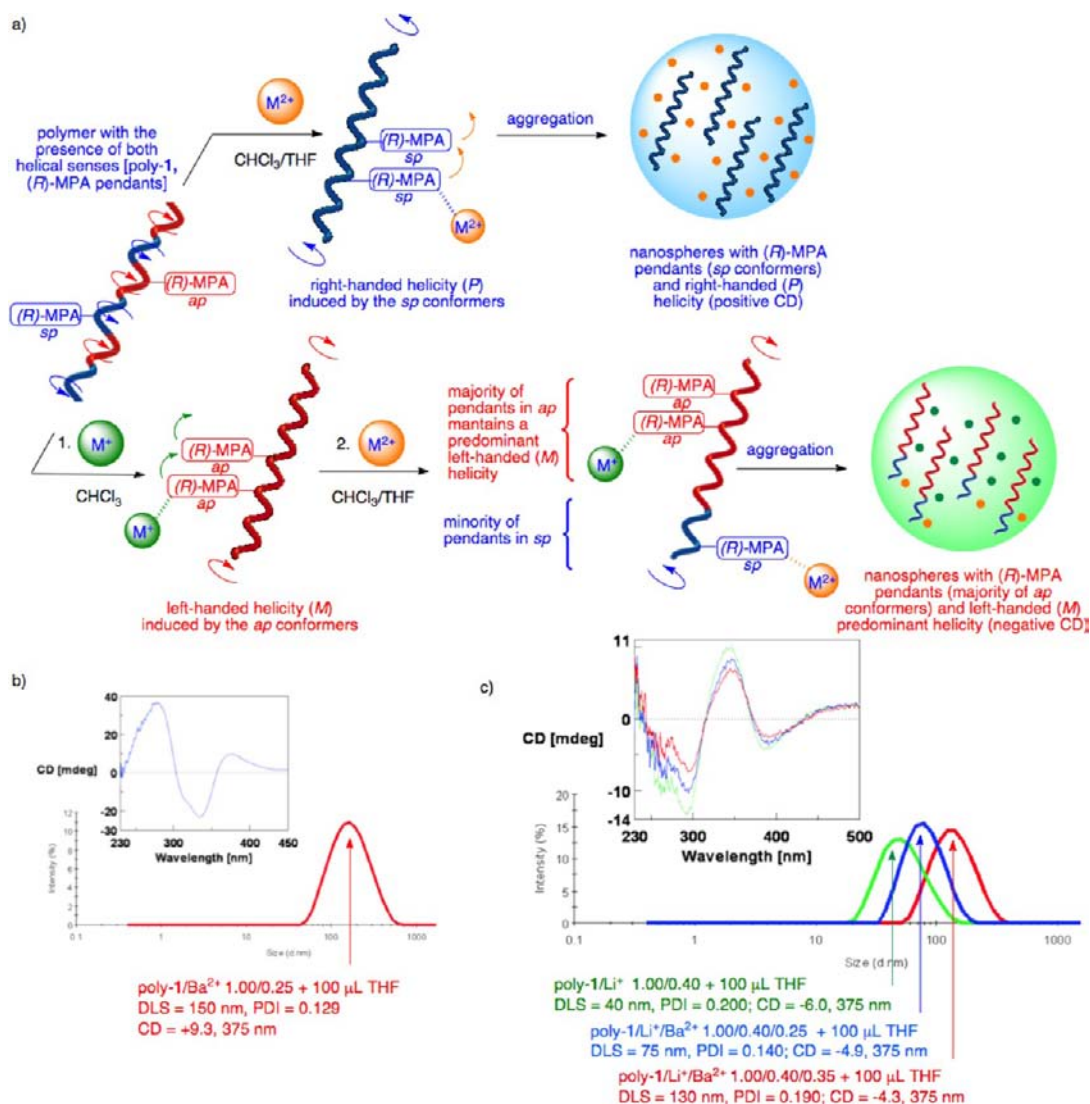 a)
M²⁺
CHCl₃/THF
polymer with the
presence of both
helical senses [poly-1,
(R)-MPA pendants]
(R)-MPA
ap
(R)-MPA
sp
(R)-MPA
sp
(R)-MPA
sp
M²⁺
right-handed helicity (P)
induced by the sp conformers
aggregation
nanospheres with (R)-MPA
pendants (sp conformers)
and right-handed (P)
helicity (positive CD)
1.
M⁺
CHCl₃
(R)-MPA
ap
(R)-MPA
ap
M⁺
left-handed helicity (M)
induced by the ap conformers
2.
M²⁺
CHCl₃/THF
majority of
pendants in ap
mantains a
predominant
left-handed (M)
helicity
minority of
pendants in sp
(R)-MPA
ap
(R)-MPA
ap
M⁺
(R)-MPA
sp
M²⁺
aggregation
nanospheres with (R)-MPA
pendants (majority of ap
conformers) and left-handed (M)
predominant helicity (negative CD)
b)
CD [mdeg]
40
20
0
-20
-30
230
300
400
450
Wavelength [nm]
Intensity (%)
12
10
8
6
4
2
0
0.1
1
10
100
1000
Size (d.nm)
poly-1/Ba²⁺ 1.00/0.25 + 100 µL THF
DLS = 150 nm, PDI = 0.129
CD = +9.3, 375 nm
c)
CD [mdeg]
11
0
-10
-14
230
300
400
500
Wavelength [nm]
Intensity (%)
20
15
10
5
0
0.1
1
10
100
1000
Size (d.nm)
poly-1/Li⁺ 1.00/0.40 + 100 µL THF
DLS = 40 nm, PDI = 0.200; CD = -6.0, 375 nm
poly-1/Li⁺/Ba²⁺ 1.00/0.40/0.25 + 100 µL THF
DLS = 75 nm, PDI = 0.140; CD = -4.9, 375 nm
poly-1/Li⁺/Ba²⁺ 1.00/0.40/0.35 + 100 µL THF
DLS = 130 nm, PDI = 0.190; CD = -4.3, 375 nm